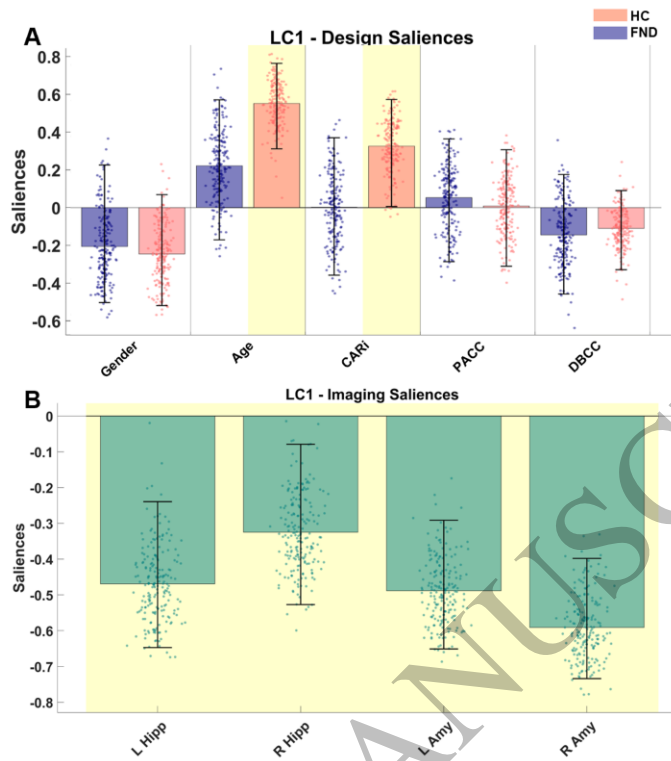 HC
A LC1 - Design Saliences FND
0.8
0.6
0.4
0.2
0
-0.2
-0.4
-0.6
Saliences
Gender Age CARi PACC DBCC
B LC1 - Imaging Saliences
0
-0.1
-0.2
-0.3
-0.4
-0.5
-0.6
-0.7
-0.8
Saliences
L Hipp R Hipp L Amy R Amy
ANUSC